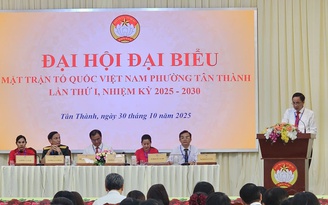 ĐẠI HỘI ĐẠI BIỂU
MẶT TRẬN TỔ QUỐC VIỆT NAM PHƯỜNG TÂN THÀNH
LẦN THỨ I, NHIỆM KỲ 2025 - 2030
Tân Thành, ngày 30 tháng 10 năm 2025